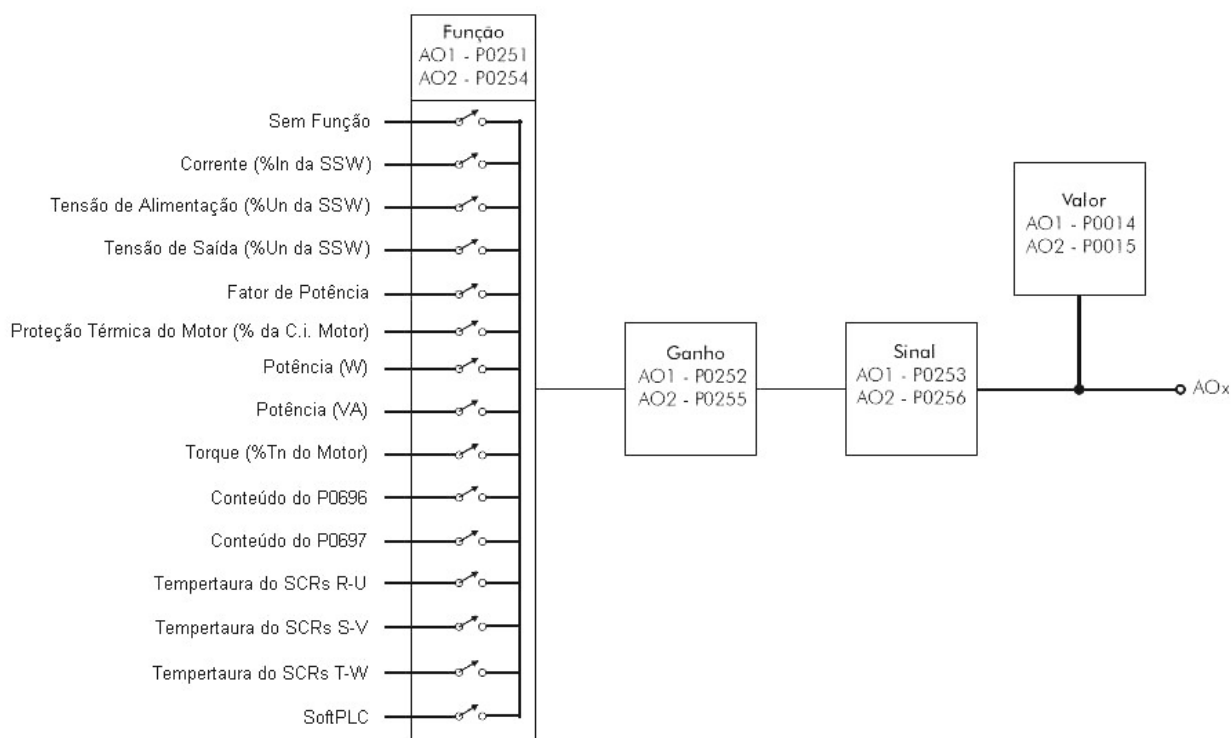 Função
AO1 - P0251
AO2 - P0254
Sem Função
Corrente (%In da SSW)
Tensão de Alimentação (%Un da SSW)
Tensão de Saída (%Un da SSW)
Fator de Potência
Proteção Térmica do Motor (% da C.i. Motor)
Potência (W)
Potência (VA)
Torque (%Tn do Motor)
Conteúdo do P0696
Conteúdo do P0697
Tempertaura do SCRs R-U
Tempertaura do SCRs S-V
Tempertaura do SCRs T-W
SoftPLC
Ganho
AO1 - P0252
AO2 - P0255
Sinal
AO1 - P0253
AO2 - P0256
Valor
AO1 - P0014
AO2 - P0015
AOx